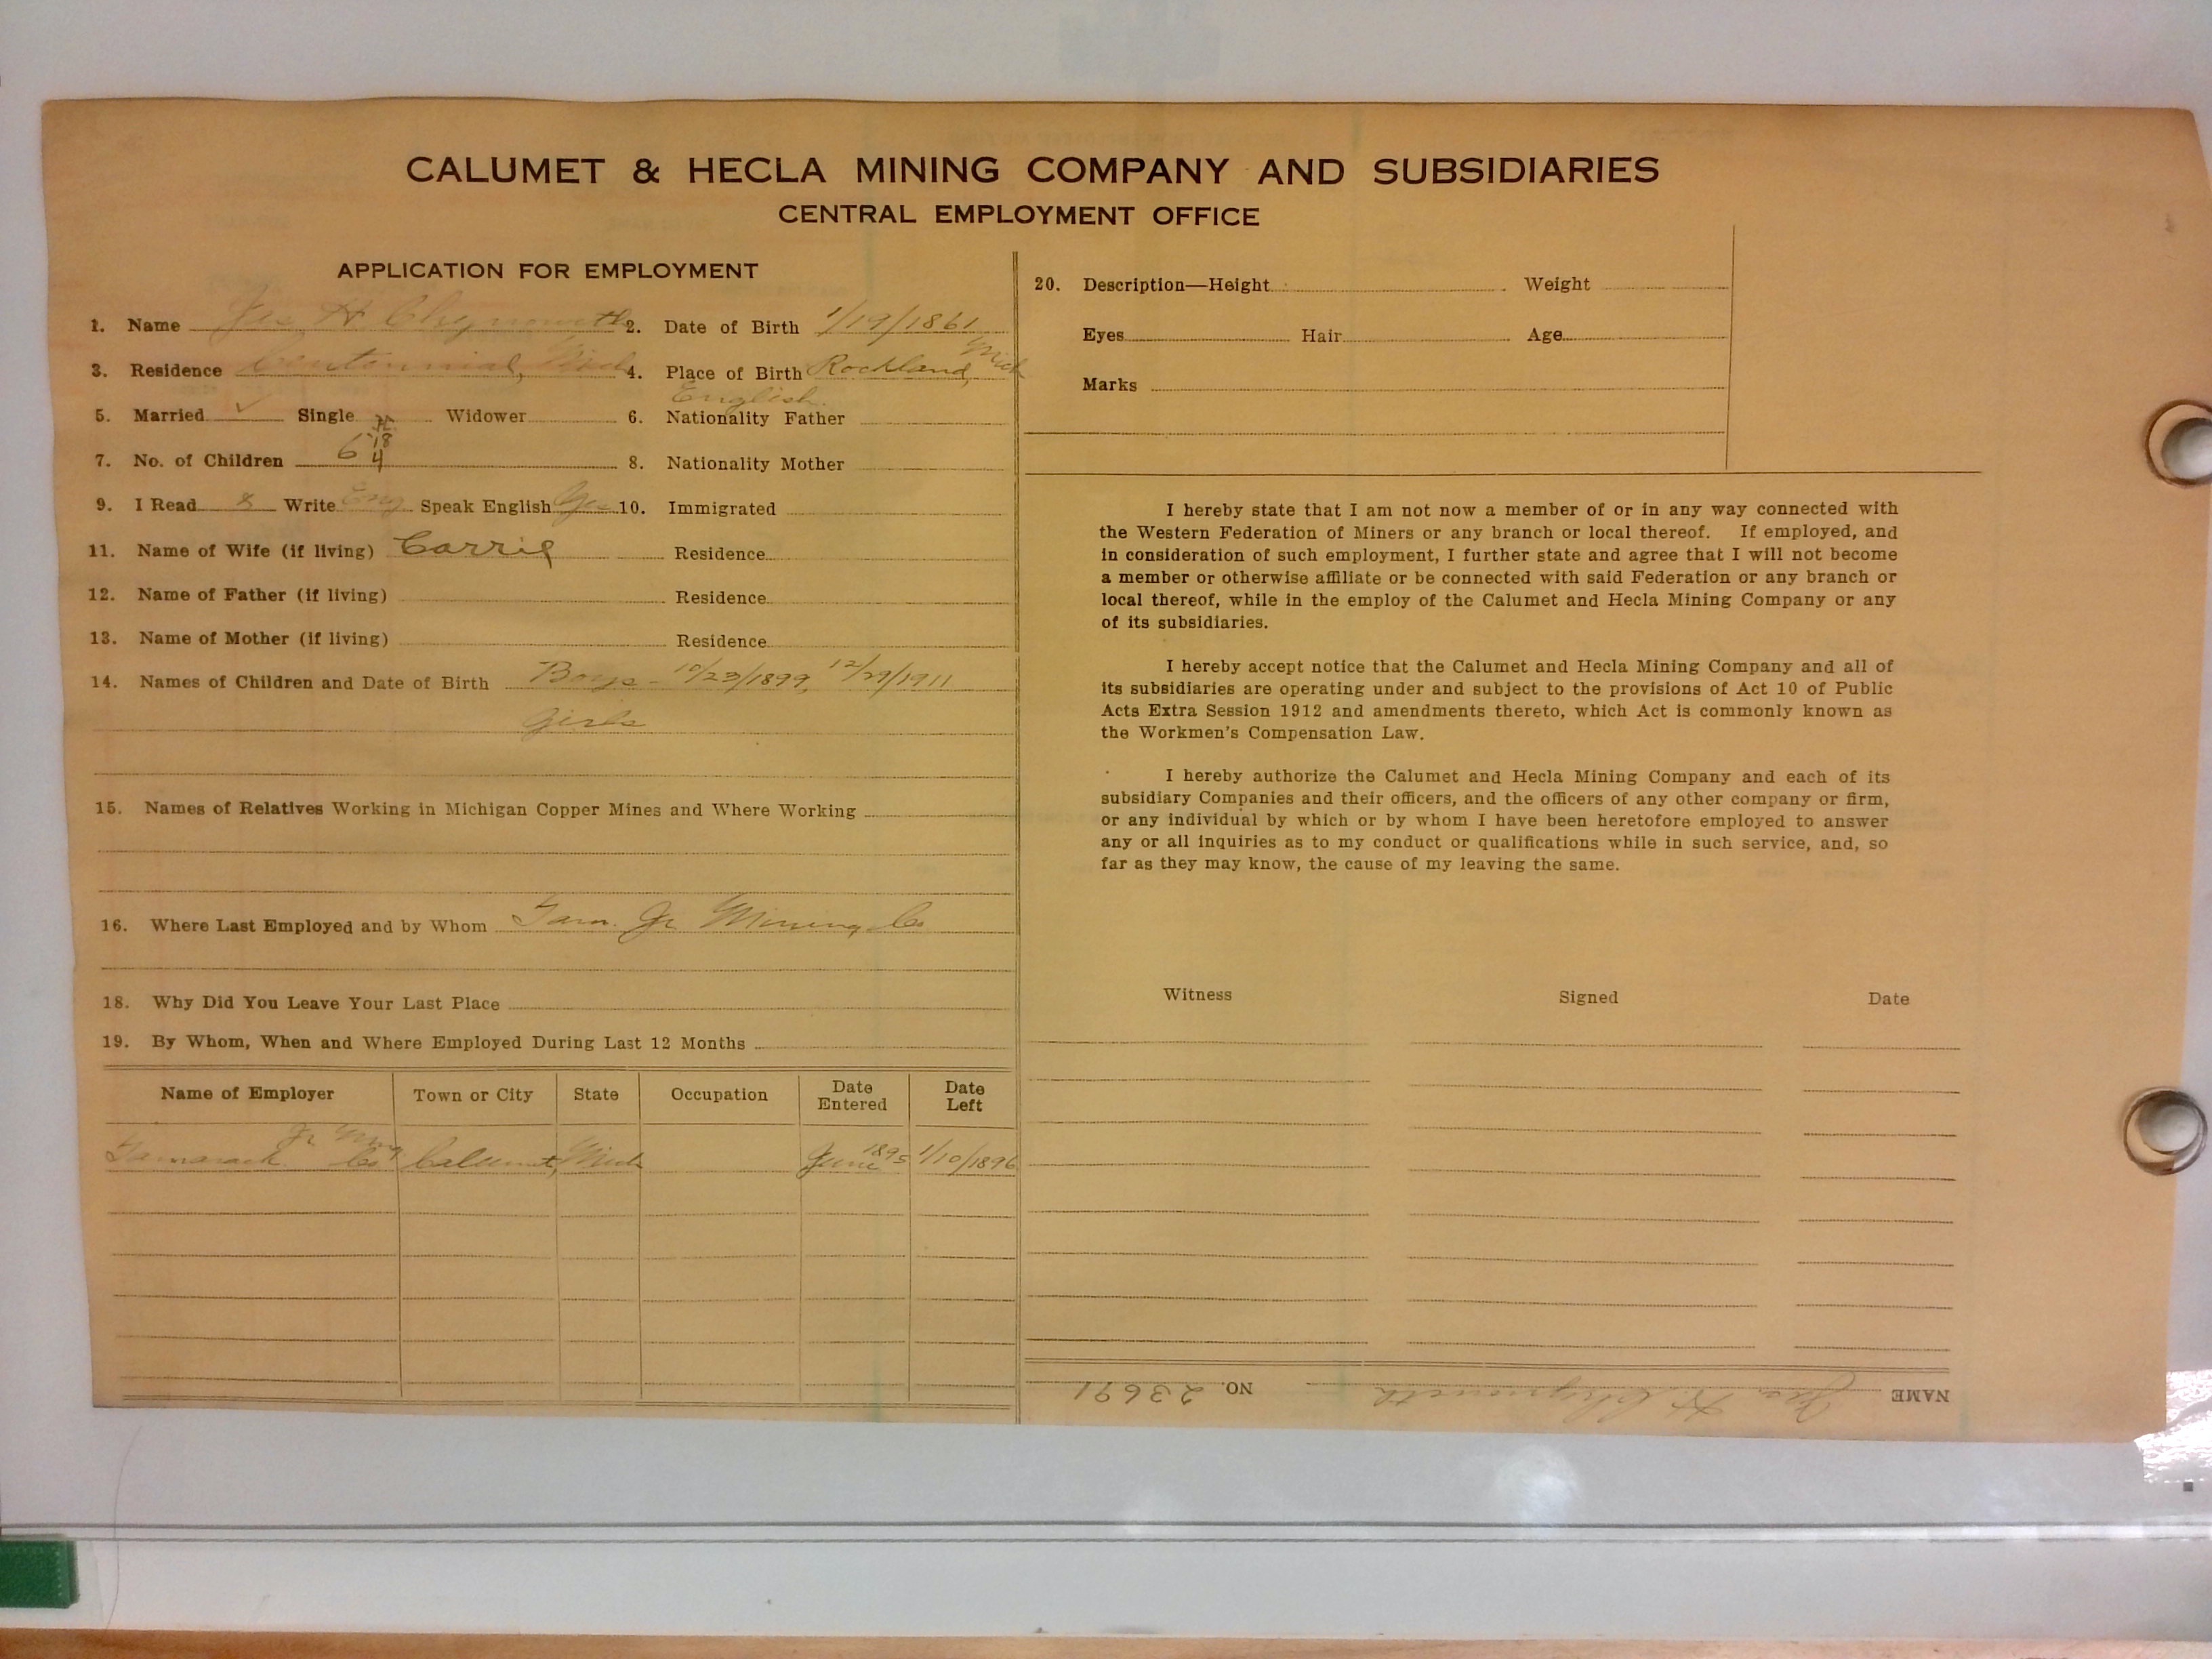 CALUMET & HECLA MINING COMPANY AND SUBSIDIARIES
CENTRAL EMPLOYMENT OFFICE
APPLICATION FOR EMPLOYMENT
1. Name H. Chynoweth 2. Date of Birth 1/19/1861
3. Residence Centennial, Mich 4. Place of Birth Rockland, Mich
5. Married ✓ Single Widower 6. Nationality Father English
7. No. of Children 6 8. Nationality Mother
9. I Read & Write Eng Speak English Yes 10. Immigrated
11. Name of Wife (if living) Carrie Residence
12. Name of Father (if living) Residence
13. Name of Mother (if living) Residence
14. Names of Children and Date of Birth Boys - 10/23/1899, 12/29/1911
Girls
15. Names of Relatives Working in Michigan Copper Mines and Where Working
16. Where Last Employed and by Whom Tam. Jr Mining Co
18. Why Did You Leave Your Last Place
19. By Whom, When and Where Employed During Last 12 Months
Name of Employer Town or City State Occupation Date Entered Date Left
Tamarack Jr Mng Co Calumet, Mich June 1895 1/10/1896
20. Description—Height Weight
Eyes Hair Age
Marks
I hereby state that I am not now a member of or in any way connected with
the Western Federation of Miners or any branch or local thereof. If employed, and
in consideration of such employment, I further state and agree that I will not become
a member or otherwise affiliate or be connected with said Federation or any branch or
local thereof, while in the employ of the Calumet and Hecla Mining Company or any
of its subsidiaries.
I hereby accept notice that the Calumet and Hecla Mining Company and all of
its subsidiaries are operating under and subject to the provisions of Act 10 of Public
Acts Extra Session 1912 and amendments thereto, which Act is commonly known as
the Workmen's Compensation Law.
I hereby authorize the Calumet and Hecla Mining Company and each of its
subsidiary Companies and their officers, and the officers of any other company or firm,
or any individual by which or by whom I have been heretofore employed to answer
any or all inquiries as to my conduct or qualifications while in such service, and, so
far as they may know, the cause of my leaving the same.
Witness Signed Date
NAME H. Chynoweth NO. 23691